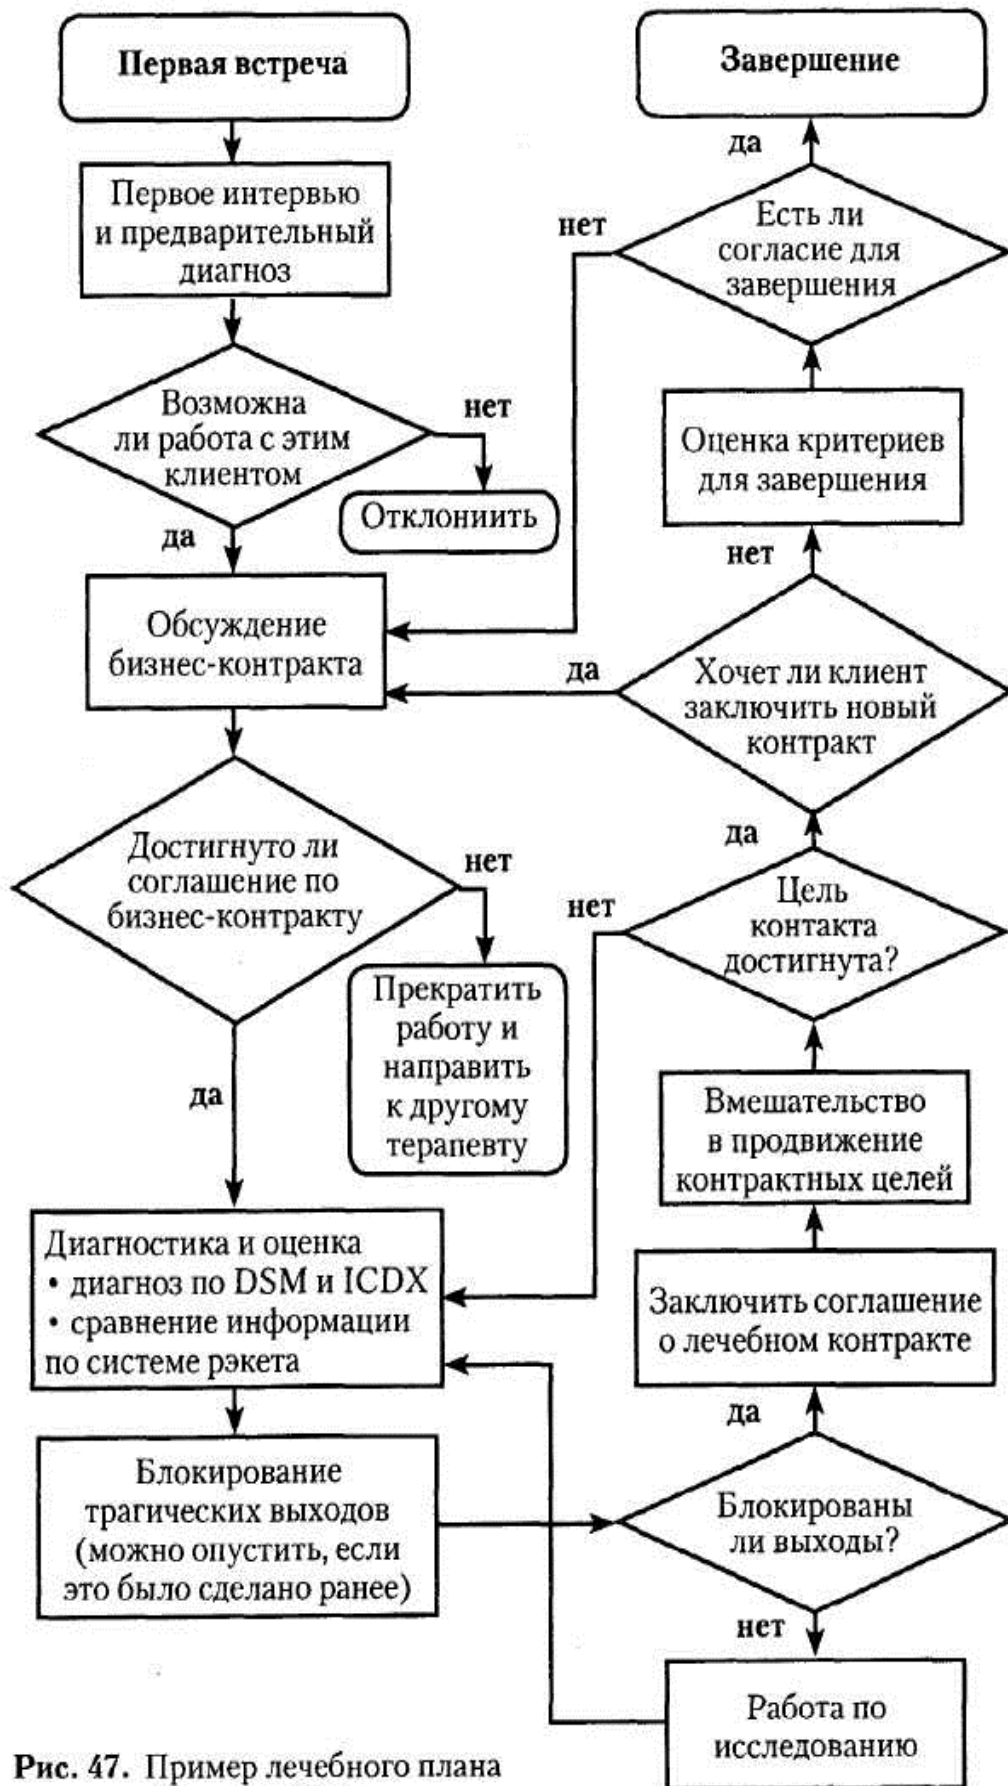 Первая встреча
Первое интервью
и предварительный
диагноз
Возможна
ли работа с этим
клиентом
нет
Отклониить
да
Обсуждение
бизнес-контракта
Достигнуто ли
соглашение по
бизнес-контракту
нет
Прекратить
работу и
направить
к другому
терапевту
да
Диагностика и оценка
• диагноз по DSM и ICDX
• сравнение информации
по системе рэкета
Блокирование
трагических выходов
(можно опустить, если
это было сделано ранее)
Завершение
да
Есть ли
согласие для
завершения
нет
Оценка критериев
для завершения
нет
Хочет ли клиент
заключить новый
контракт
да
да
Цель
контакта
достигнута?
нет
Вмешательство
в продвижение
контрактных целей
Заключить соглашение
о лечебном контракте
да
Блокированы
ли выходы?
нет
Работа по
исследованию
Рис. 47. Пример лечебного плана